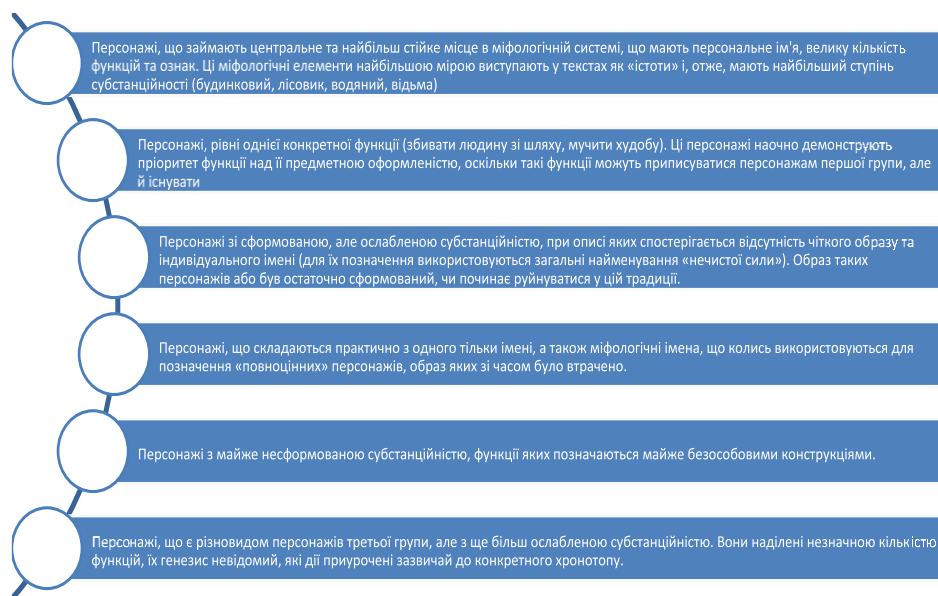 Персонажі, що займають центральне та найбільш стійке місце в міфологічній системі, що мають персональне ім'я, велику кількість
функцій та ознак. Ці міфологічні елементи найбільшою мірою виступають у текстах як «істоти» і, отже, мають найбільший ступінь
субстанційності (будинковий, лісовик, водяний, відьма)
Персонажі, рівні однієї конкретної функції (збивати людину зі шляху, мучити худобу). Ці персонажі наочно демонструють
пріоритет функції над її предметною оформленістю, оскільки такі функції можуть приписуватися персонажам першої групи, але
й існувати
Персонажі зі сформованою, але ослабленою субстанційністю, при описі яких спостерігається відсутність чіткого образу та
індивідуального імені (для їх позначення використовуються загальні найменування «нечистої сили»). Образ таких
персонажів або був остаточно сформований, чи починає руйнуватися у цій традиції.
Персонажі, що складаються практично з одного тільки імені, а також міфологічні імена, що колись використовуються для
позначення «повноцінних» персонажів, образ яких зі часом було втрачено.
Персонажі з майже несформованою субстанційністю, функції яких позначаються майже безособовими конструкціями.
Персонажі, що є різновидом персонажів третьої групи, але з ще більш ослабленою субстанційністю. Вони наділені незначною кількістю
функцій, їх генезис невідомий, які дії приурочені зазвичай до конкретного хронотопу.